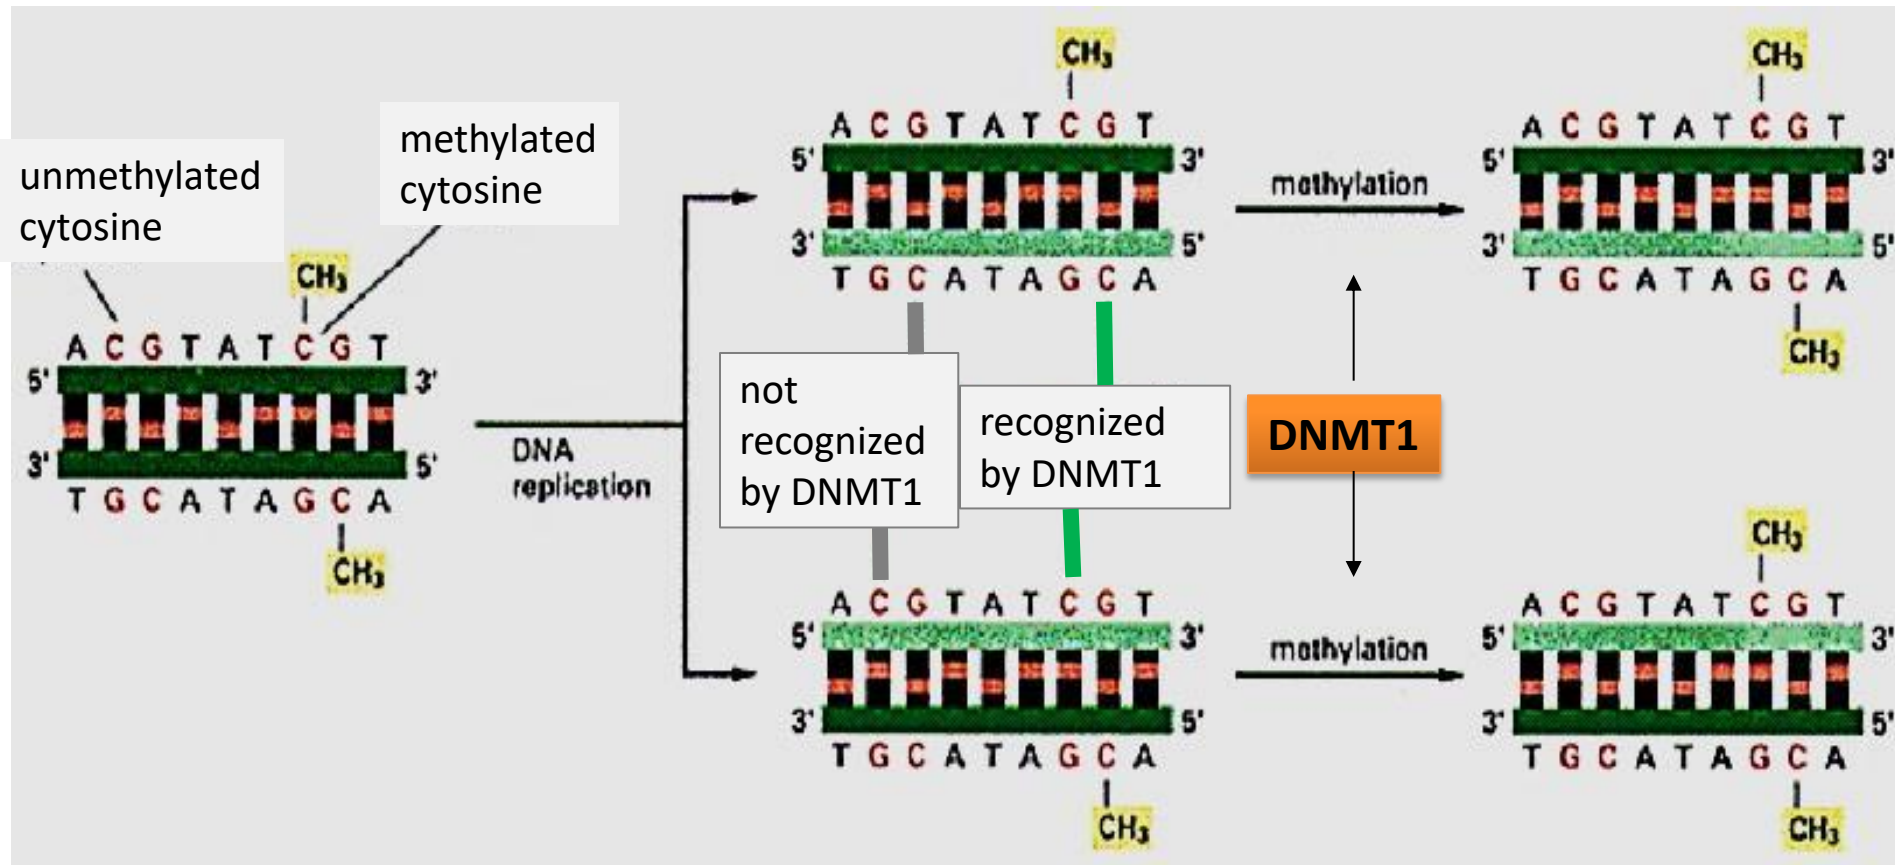 unmethylated
cytosine
methylated
cytosine
CH₃
A C G T A T C G T
5' 3'
3' 5'
T G C A T A G C A
CH₃
DNA
replication
CH₃
A C G T A T C G T
5' 3'
3' 5'
T G C A T A G C A
not
recognized
by DNMT1
recognized
by DNMT1
A C G T A T C G T
5' 3'
3' 5'
T G C A T A G C A
CH₃
methylation
DNMT1
methylation
CH₃
A C G T A T C G T
5' 3'
3' 5'
T G C A T A G C A
CH₃
CH₃
A C G T A T C G T
5' 3'
3' 5'
T G C A T A G C A
CH₃